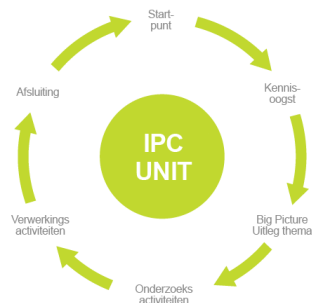 Start-
punt
Kennis-
oogst
Big Picture
Uitleg thema
Onderzoeks
activiteiten
Verwerkings
activiteiten
Afsluiting
IPC
UNIT